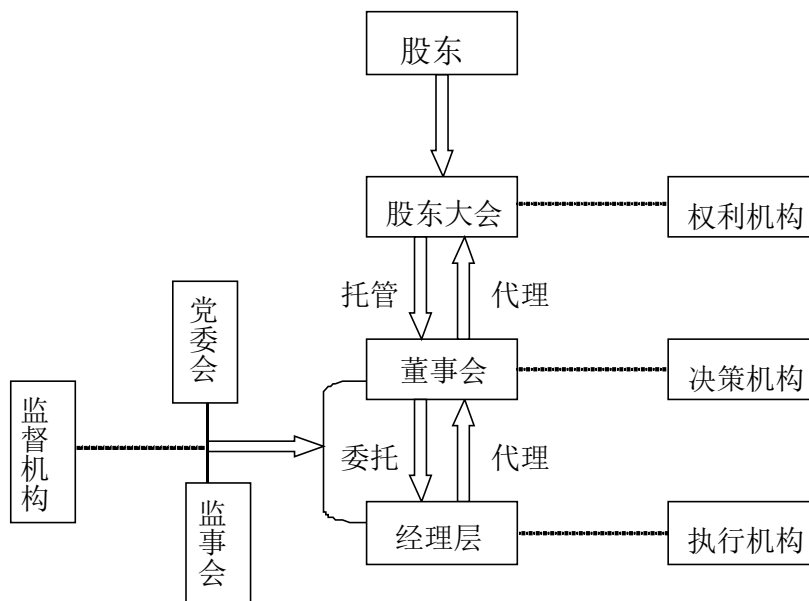 股东
股东大会
权利机构
托管
代理
党委会
董事会
决策机构
监督机构
委托
代理
监事会
经理层
执行机构